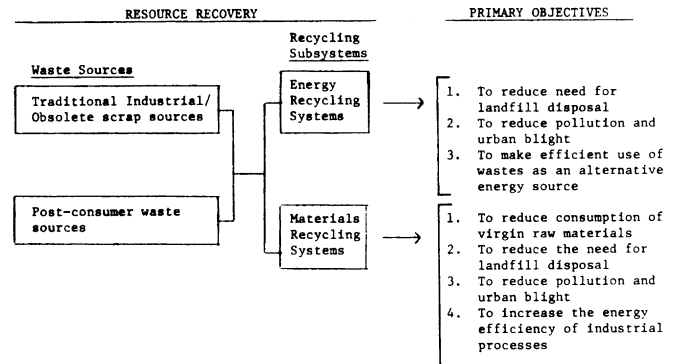 RESOURCE RECOVERY
PRIMARY OBJECTIVES
Recycling
Subsystems
Waste Sources
Traditional Industrial/
Obsolete scrap sources
Post-consumer waste
sources
Energy
Recycling
Systems
Materials
Recycling
Systems
1. To reduce need for
landfill disposal
2. To reduce pollution and
urban blight
3. To make efficient use of
wastes as an alternative
energy source
1. To reduce consumption of
virgin raw materials
2. To reduce the need for
landfill disposal
3. To reduce pollution and
urban blight
4. To increase the energy
efficiency of industrial
processes